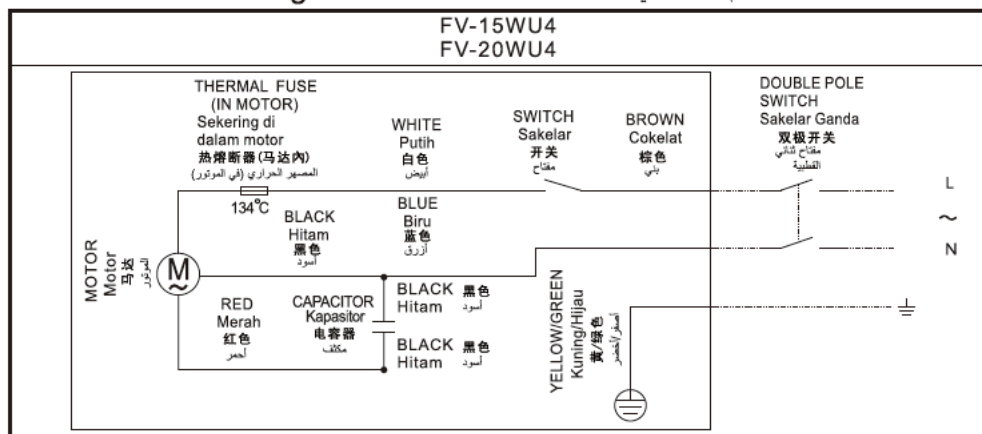 FV-15WU4
FV-20WU4
THERMAL FUSE
(IN MOTOR)
Sekering di
dalam motor
热熔断器(马达内)
المصهر الحراري (في الموتور)
134°C
WHITE
Putih
白色
أبيض
SWITCH
Sakelar
开关
مفتاح
BROWN
Cokelat
棕色
بني
DOUBLE POLE
SWITCH
Sakelar Ganda
双极开关
مفتاح ثنائي
القطبية
L
~
N
BLACK
Hitam
黑色
أسود
BLUE
Biru
蓝色
أزرق
MOTOR
Motor
马达
الموتور
M
~
RED
Merah
红色
أحمر
CAPACITOR
Kapasitor
电容器
مكثف
BLACK 黑色
Hitam أسود
BLACK 黑色
Hitam أسود
YELLOW/GREEN
Kuning/Hijau
黄/绿色
أصفر/أخضر